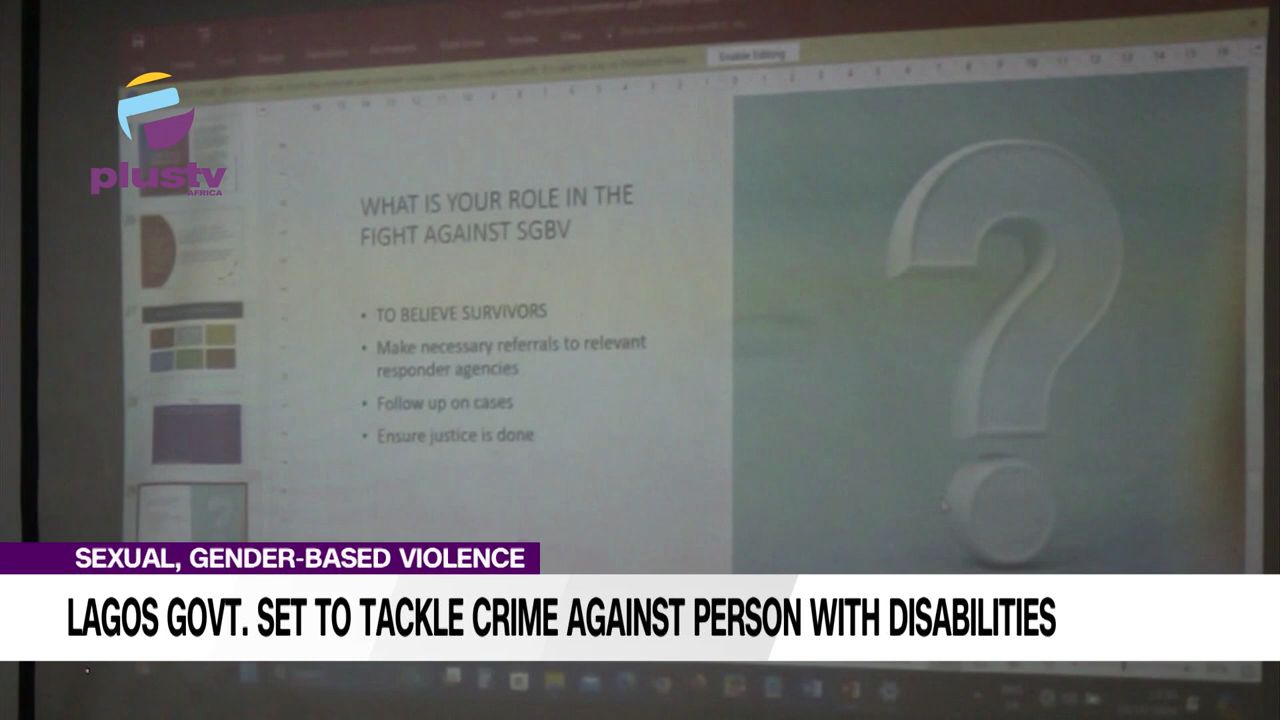 Enable Editing
plustv
AFRICA
WHAT IS YOUR ROLE IN THE
FIGHT AGAINST SGBV
• TO BELIEVE SURVIVORS
• Make necessary referrals to relevant
responder agencies
• Follow up on cases
• Ensure justice is done
SEXUAL, GENDER-BASED VIOLENCE
LAGOS GOVT. SET TO TACKLE CRIME AGAINST PERSON WITH DISABILITIES